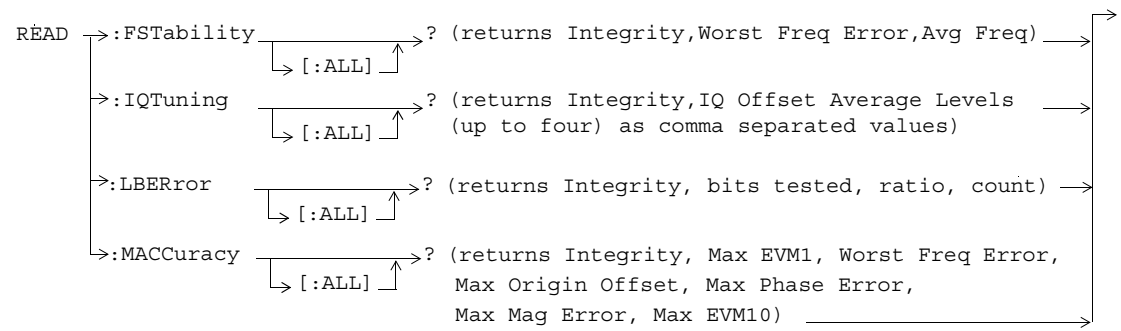 READ :FSTability ? (returns Integrity,Worst Freq Error,Avg Freq)
[:ALL]
:IQTuning ? (returns Integrity,IQ Offset Average Levels
(up to four) as comma separated values)
[:ALL]
:LBERror ? (returns Integrity, bits tested, ratio, count)
[:ALL]
:MACCuracy ? (returns Integrity, Max EVM1, Worst Freq Error,
[:ALL] Max Origin Offset, Max Phase Error,
Max Mag Error, Max EVM10)